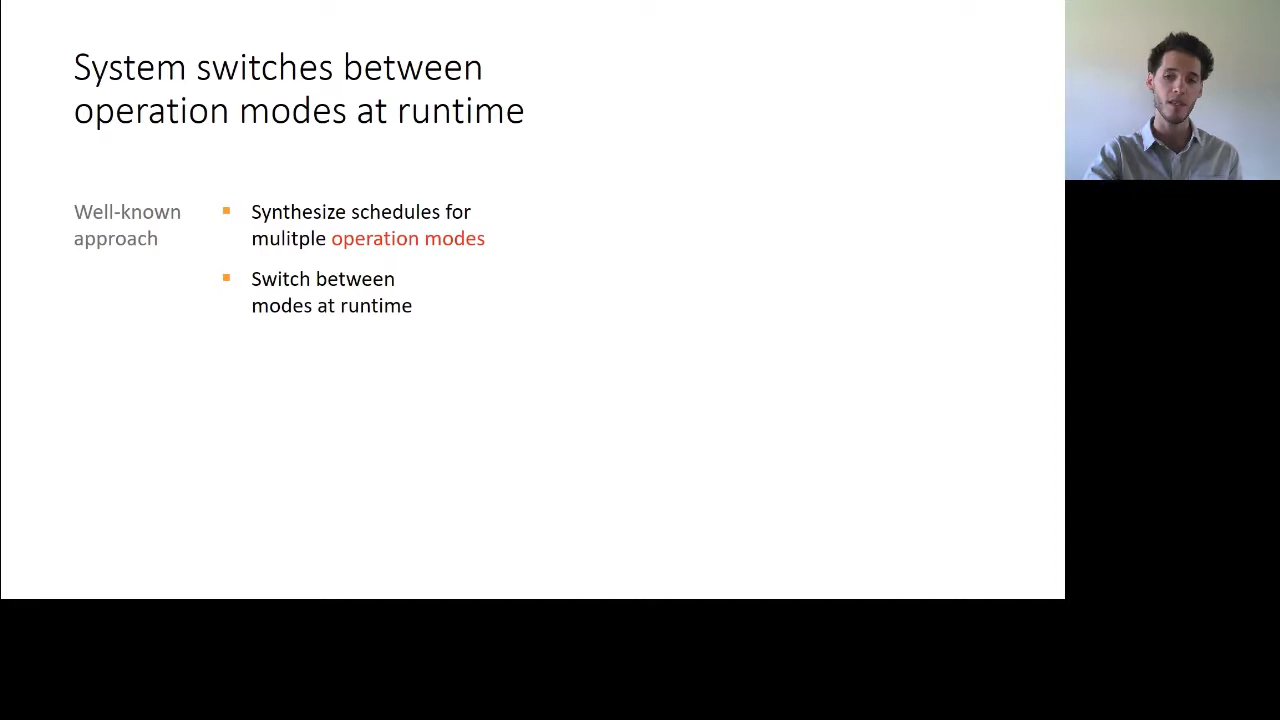 System switches between
operation modes at runtime
Well-known
approach
Synthesize schedules for
mulitple operation modes
Switch between
modes at runtime